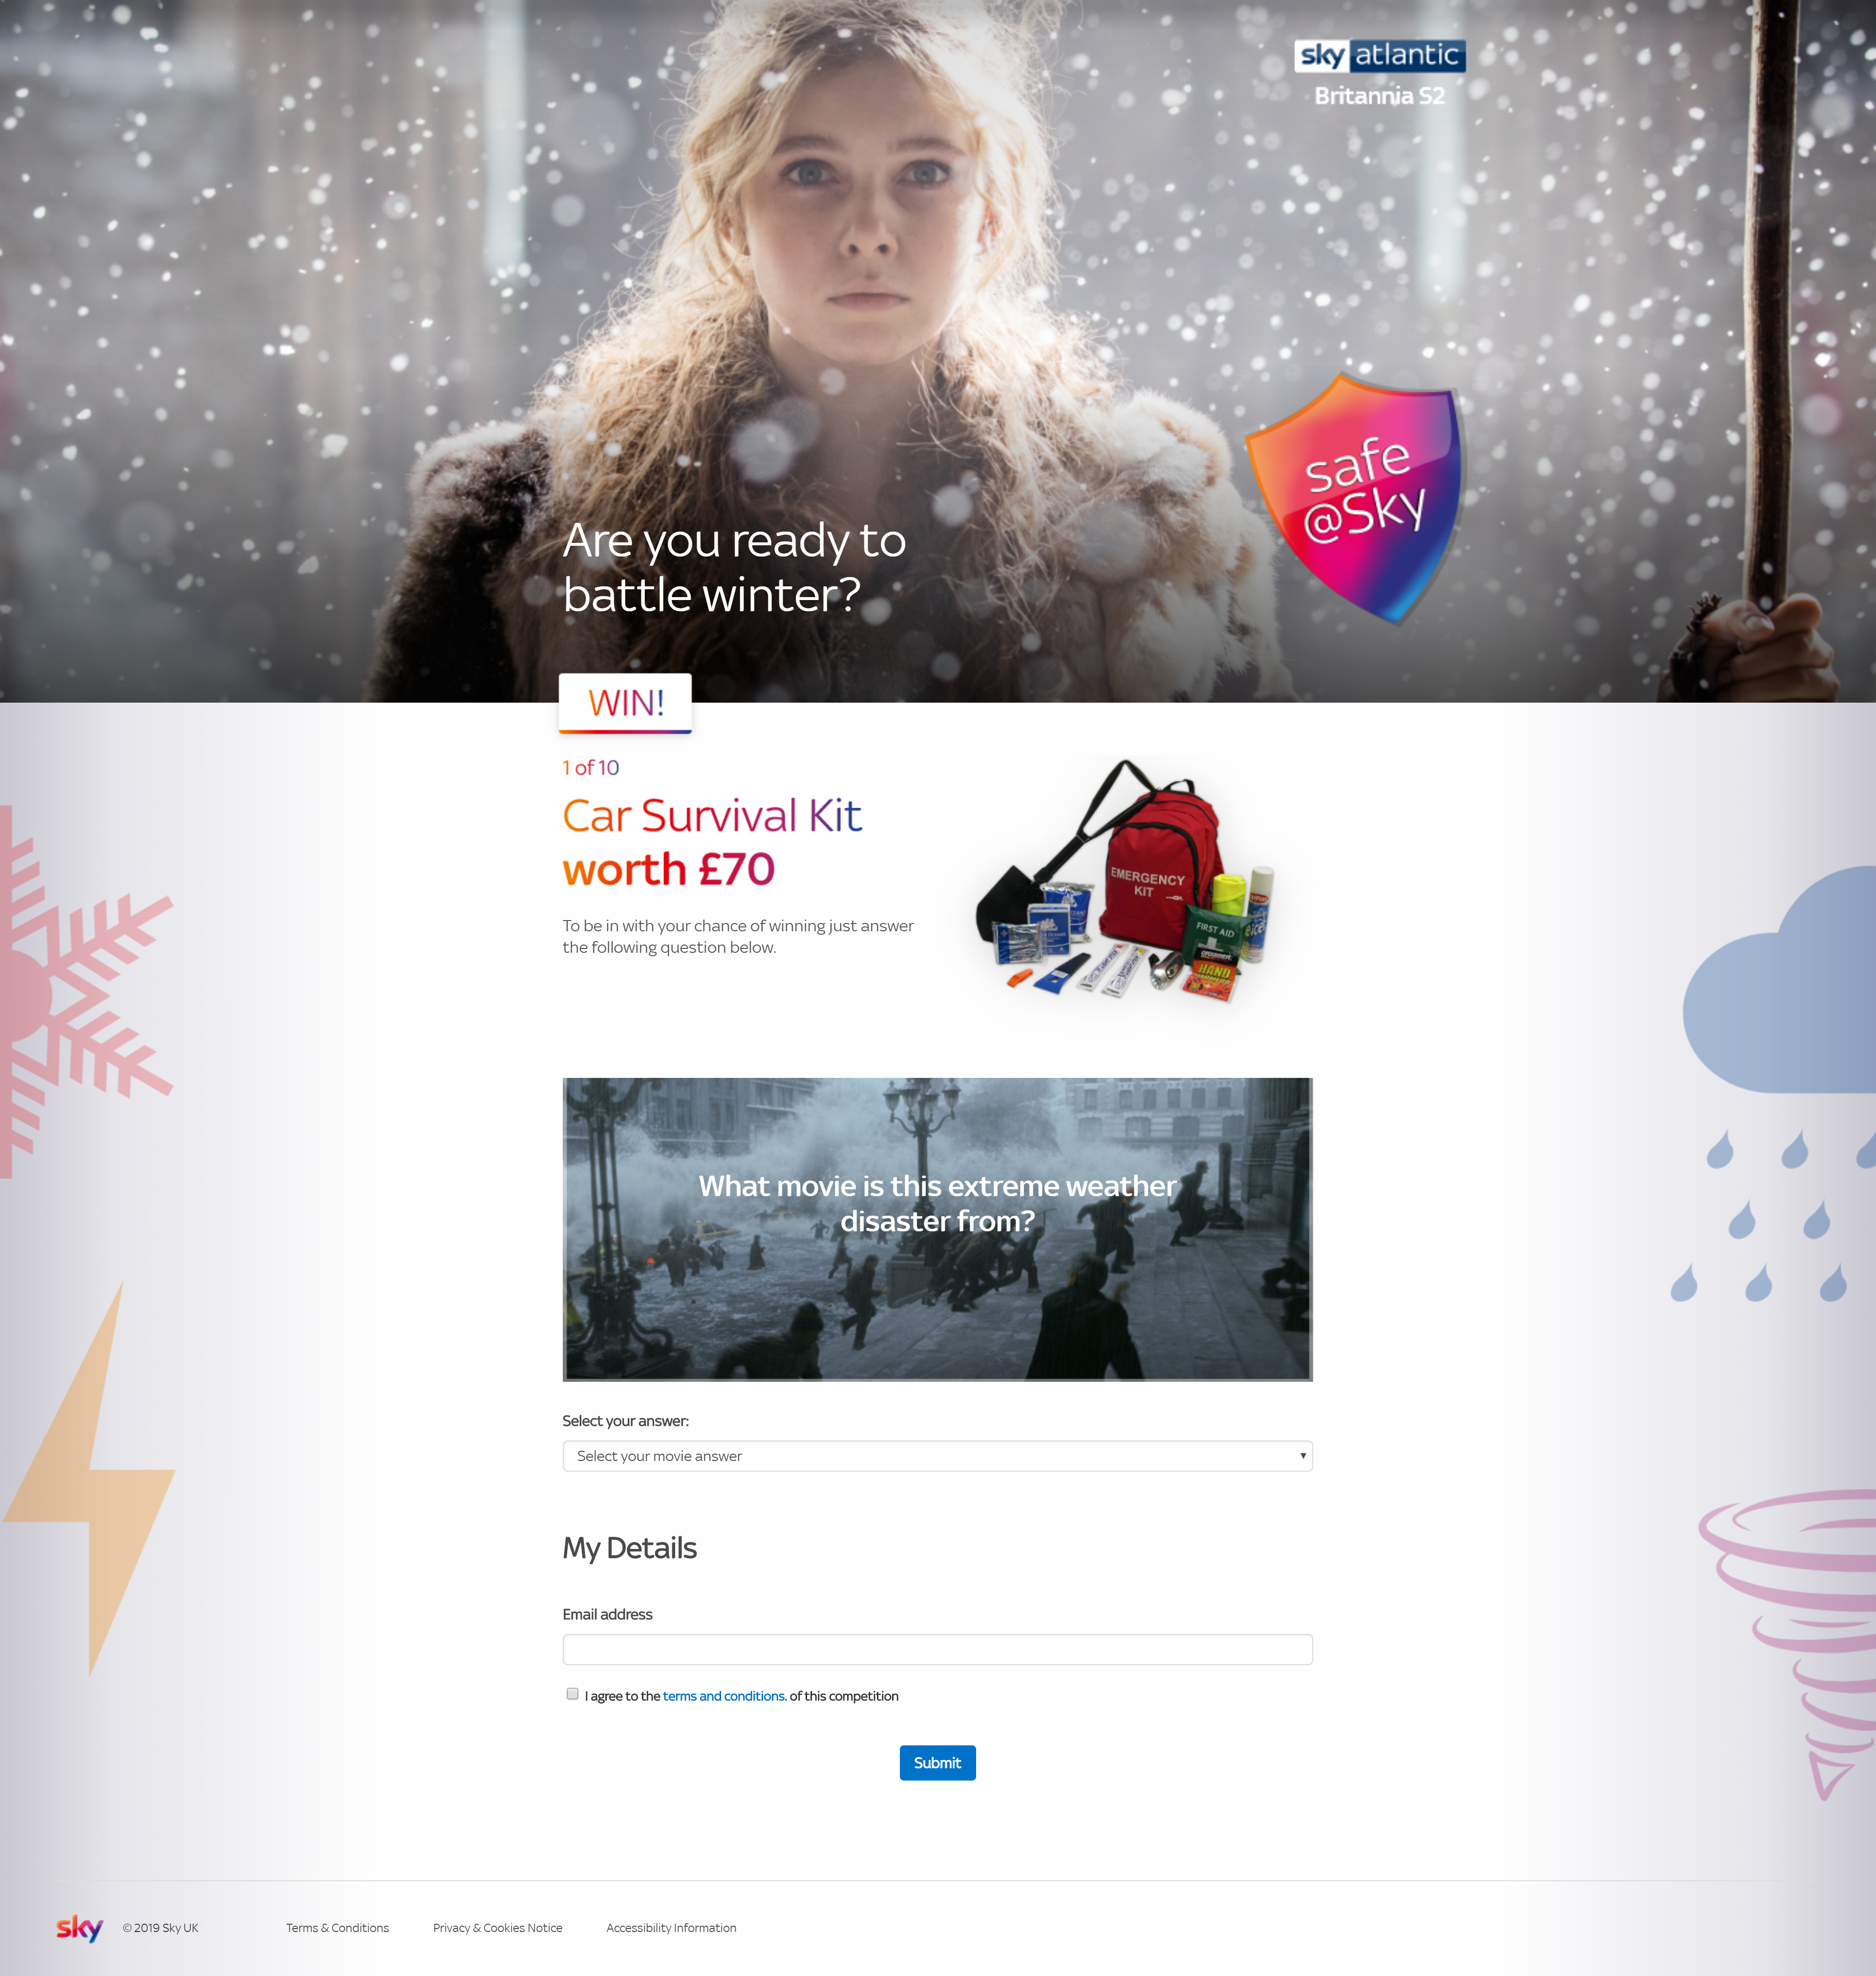 sky atlantic
Britannia S2
safe
@Sky
Are you ready to
battle winter?
WIN!
1 of 10
Car Survival Kit
worth £70
To be in with your chance of winning just answer
the following question below.
EMERGENCY
KIT
FIRST AID
HAND
What movie is this extreme weather
disaster from?
Select your answer:
Select your movie answer
My Details
Email address
I agree to the terms and conditions. of this competition
Submit
sky
© 2019 Sky UK
Terms & Conditions
Privacy & Cookies Notice
Accessibility Information